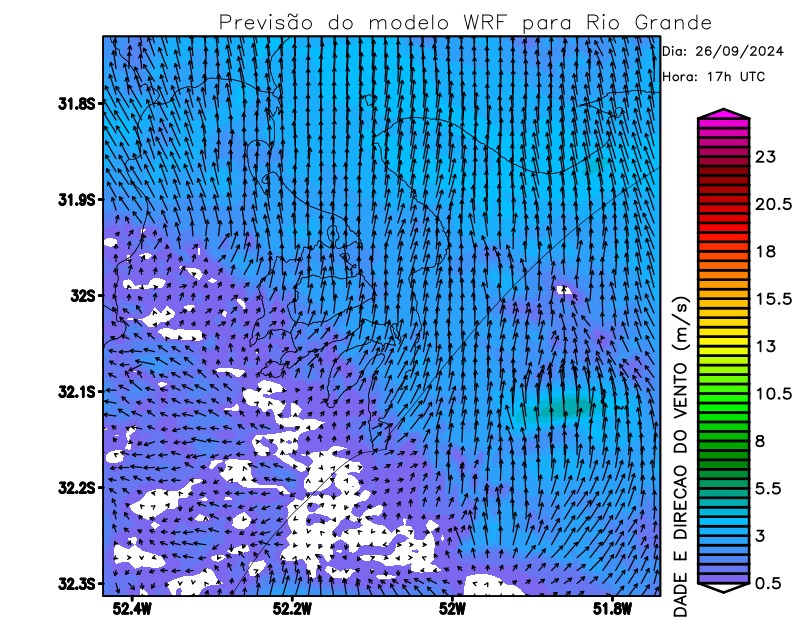 Previsão do modelo WRF para Rio Grande
Dia: 26/09/2024
Hora: 17h UTC
31.8S
31.9S
32S
32.1S
32.2S
32.3S
52.4W
52.2W
52W
51.8W
DADE E DIRECAO DO VENTO (m/s)
23
20.5
18
15.5
13
10.5
8
5.5
3
0.5